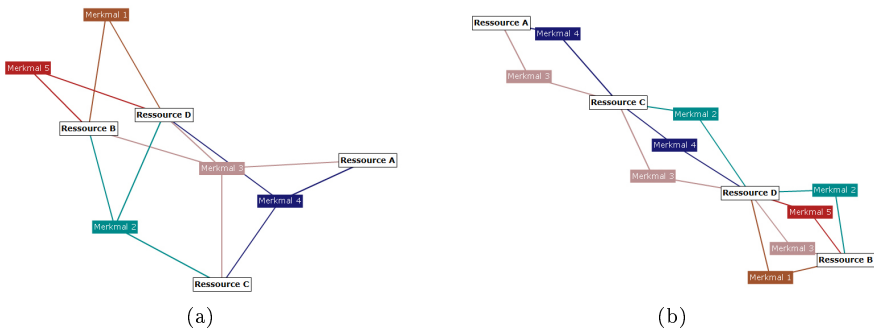 Merkmal 1
Merkmal 5
Ressource D
Ressource B
Ressource A
Merkmal 3
Merkmal 4
Merkmal 2
Ressource C
(a)
Ressource A
Merkmal 4
Merkmal 3
Ressource C
Merkmal 2
Merkmal 4
Merkmal 3
Ressource D
Merkmal 2
Merkmal 5
Merkmal 3
Ressource B
Merkmal 1
(b)